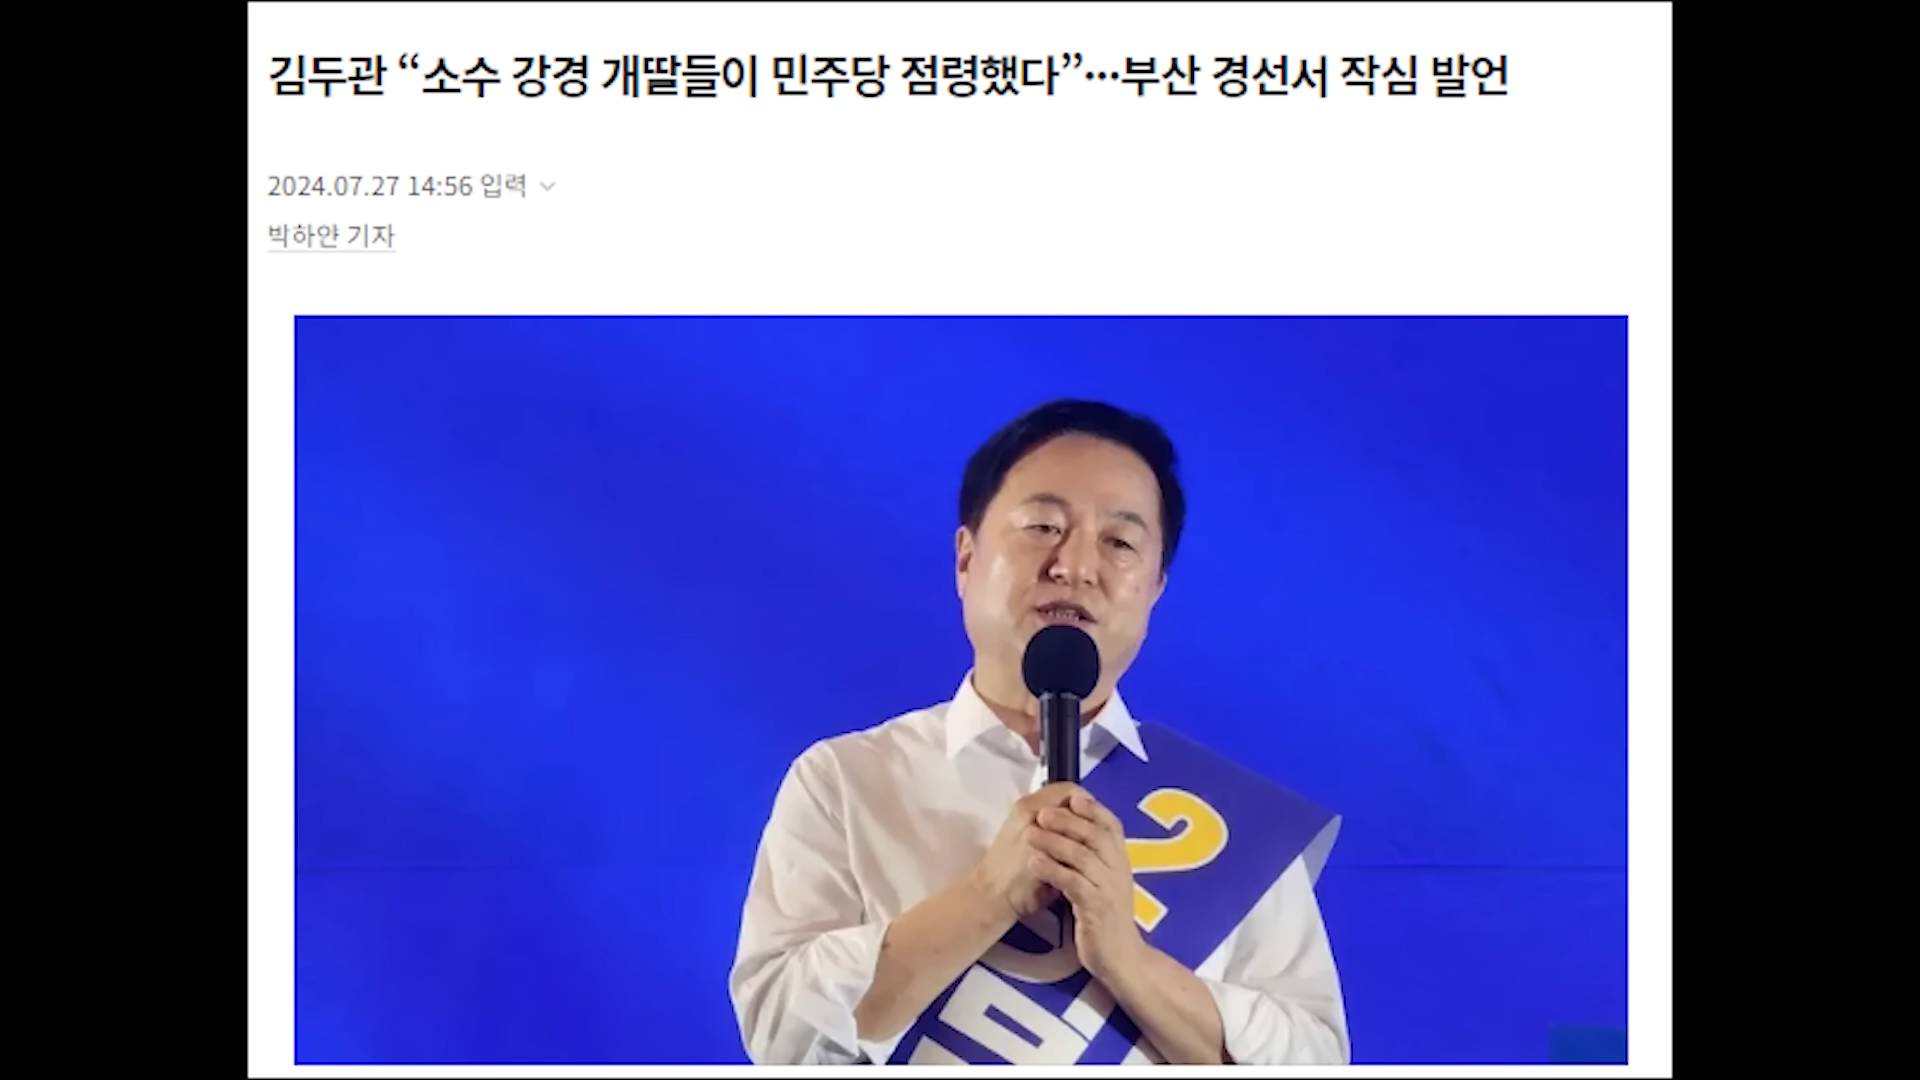 김두관 “소수 강경 개딸들이 민주당 점령했다”…부산 경선서 작심 발언
2024.07.27 14:56 입력
박하얀 기자
2